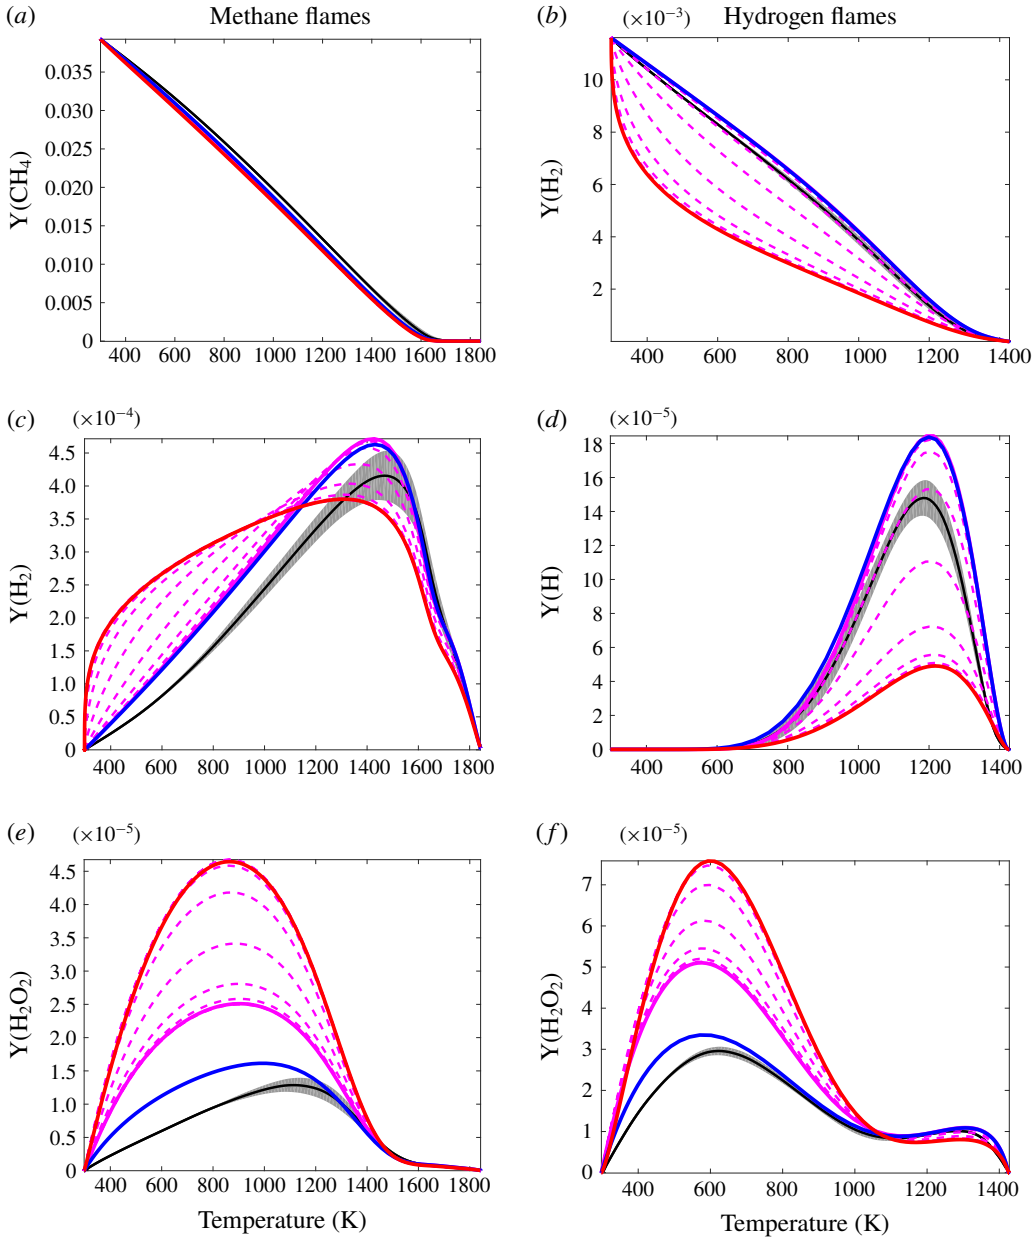 (a) Methane flames
(b) (×10⁻³) Hydrogen flames
Y(CH₄)
0.035
0.030
0.025
0.020
0.015
0.010
0.005
0
400 600 800 1000 1200 1400 1600 1800
Y(H₂)
10
8
6
4
2
400 600 800 1000 1200 1400
(c) (×10⁻⁴)
Y(H₂)
4.5
4.0
3.5
3.0
2.5
2.0
1.5
1.0
0.5
0
400 600 800 1000 1200 1400 1600 1800
(d) (×10⁻⁵)
Y(H)
18
16
14
12
10
8
6
4
2
0
400 600 800 1000 1200 1400
(e) (×10⁻⁵)
Y(H₂O₂)
4.5
4.0
3.5
3.0
2.5
2.0
1.5
1.0
0.5
0
400 600 800 1000 1200 1400 1600 1800
Temperature (K)
(f) (×10⁻⁵)
Y(H₂O₂)
7
6
5
4
3
2
1
0
400 600 800 1000 1200 1400
Temperature (K)